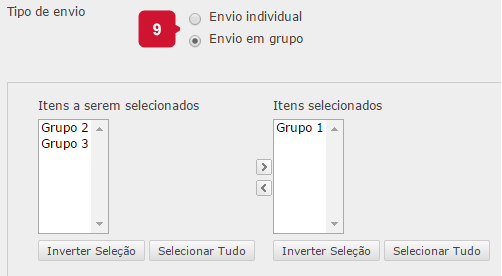 Tipo de envio
9
Envio individual
Envio em grupo
Itens a serem selecionados
Itens selecionados
Grupo 2
Grupo 3
Grupo 1
Inverter Seleção
Selecionar Tudo
Inverter Seleção
Selecionar Tudo